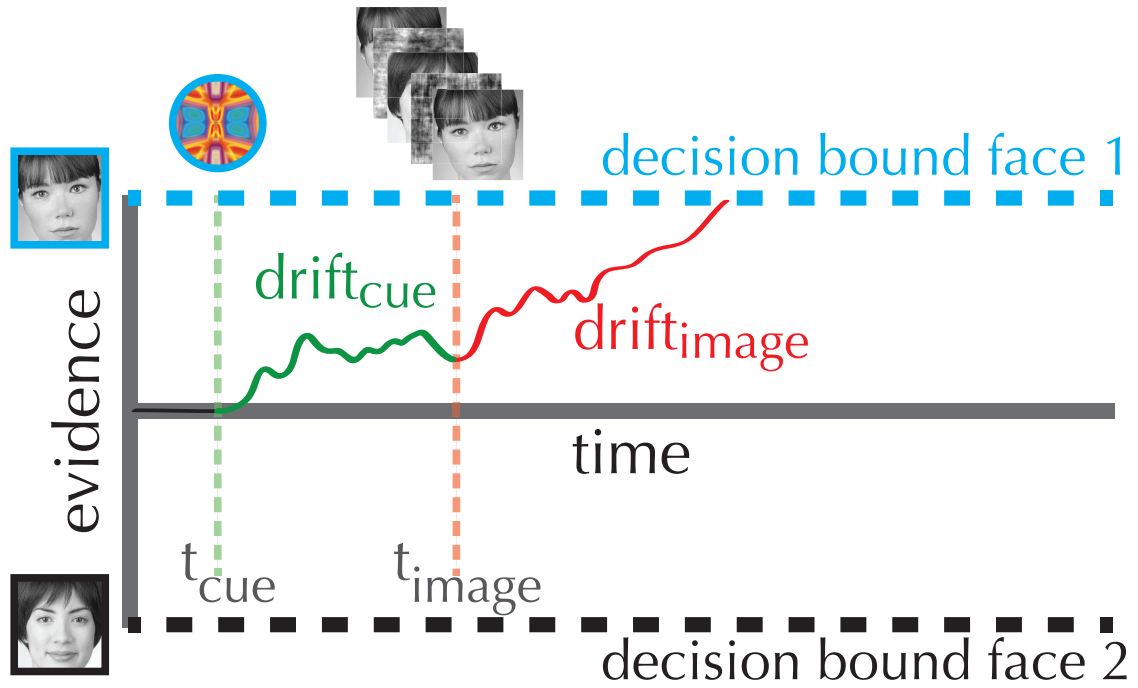 decision bound face 1
drift_cue
drift_image
evidence
time
t_cue
t_image
decision bound face 2